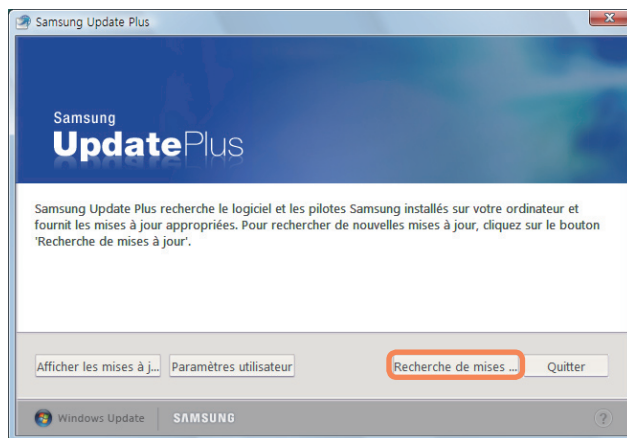 Samsung Update Plus
Samsung
UpdatePlus
Samsung Update Plus recherche le logiciel et les pilotes Samsung installés sur votre ordinateur et
fournit les mises à jour appropriées. Pour rechercher de nouvelles mises à jour, cliquez sur le bouton
'Recherche de mises à jour'.
Afficher les mises à j... Paramètres utilisateur Recherche de mises ... Quitter
Windows Update SAMSUNG ?